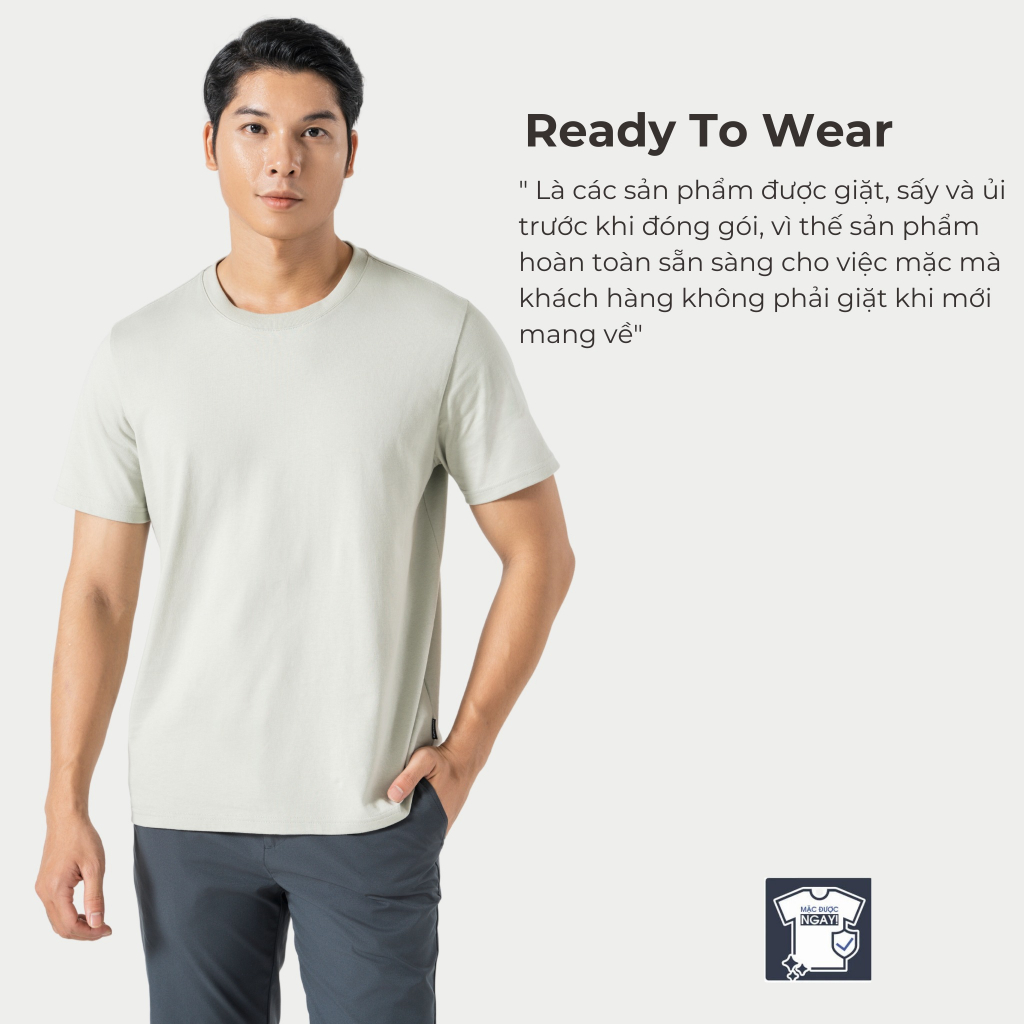 Ready To Wear
" Là các sản phẩm được giặt, sấy và ủi
trước khi đóng gói, vì thế sản phẩm
hoàn toàn sẵn sàng cho việc mặc mà
khách hàng không phải giặt khi mới
mang về"
MẶC ĐƯỢC
NGAY!